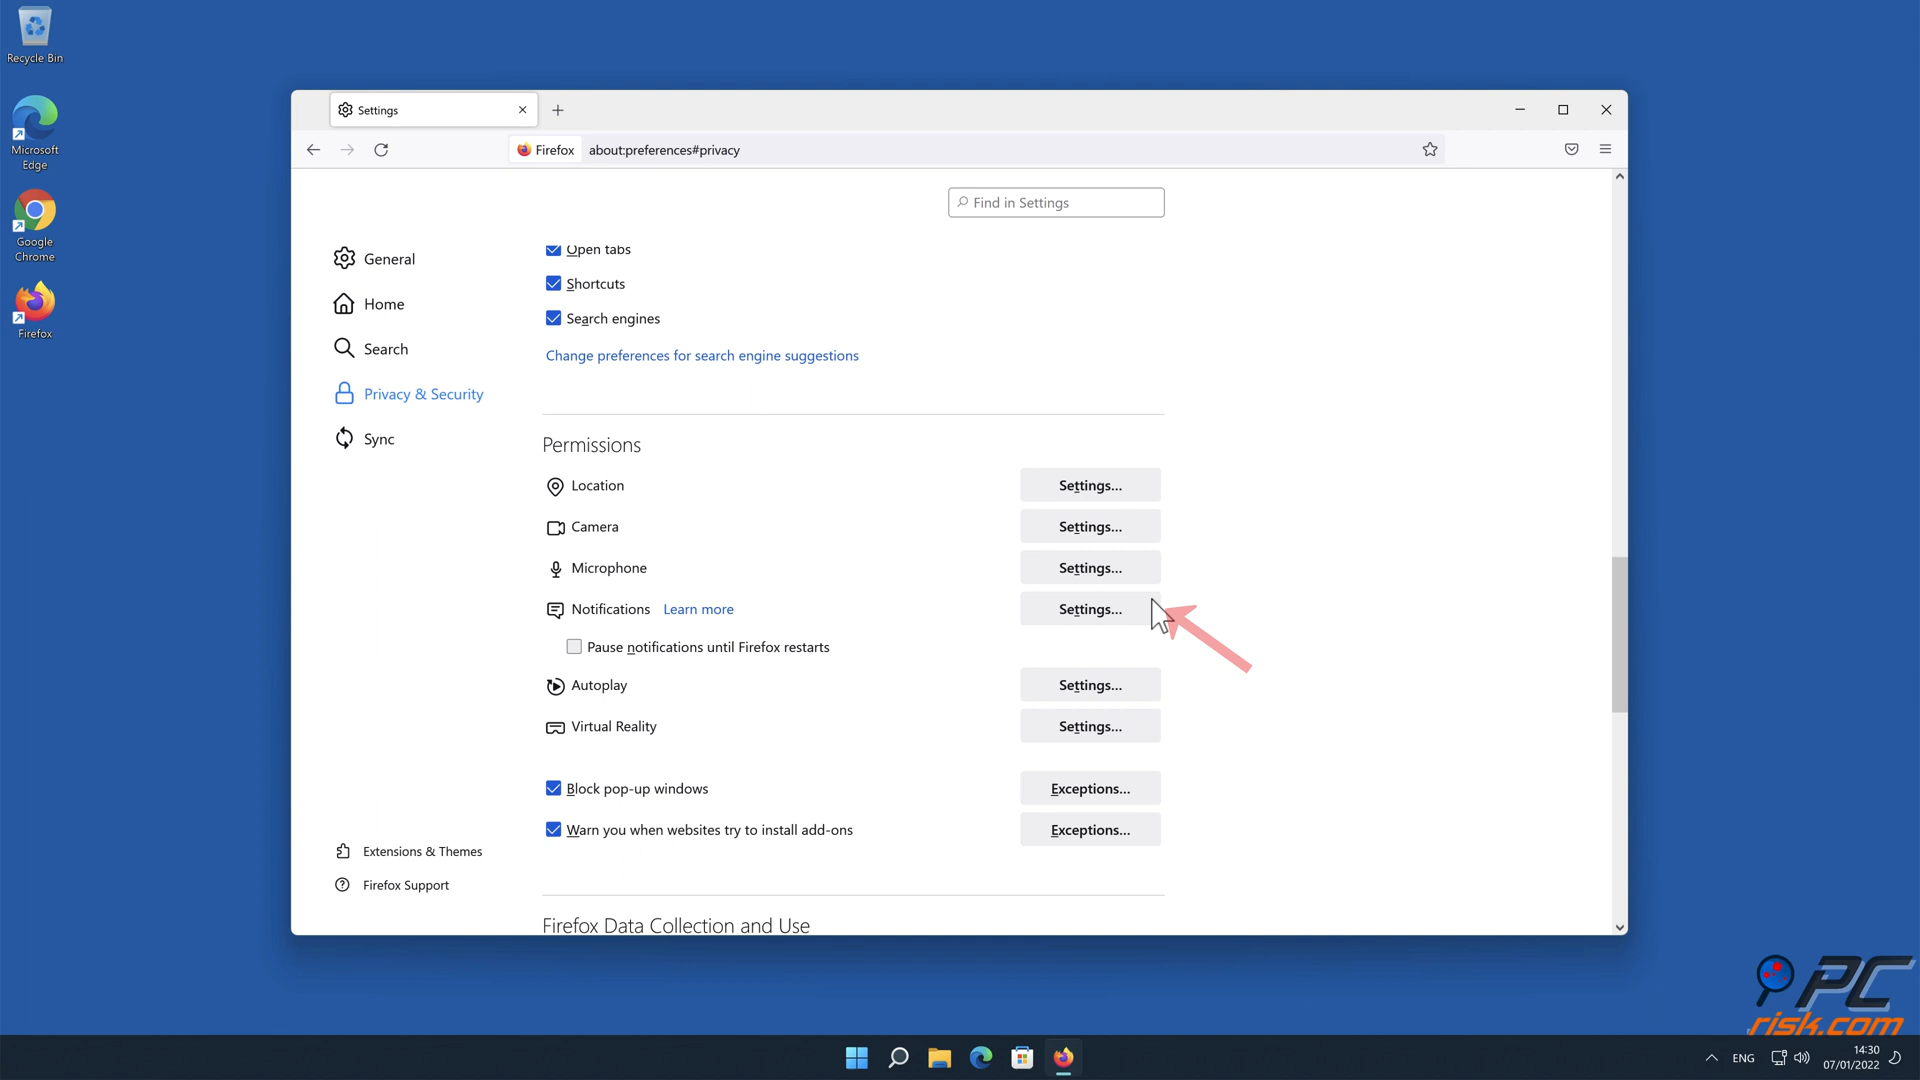 Recycle Bin
Microsoft
Edge
Google
Chrome
Firefox
Settings
Firefox
about:preferences#privacy
Find in Settings
General
Home
Search
Privacy & Security
Sync
Extensions & Themes
Firefox Support
Open tabs
Shortcuts
Search engines
Change preferences for search engine suggestions
Permissions
Location Settings...
Camera Settings...
Microphone Settings...
Notifications Learn more Settings...
Pause notifications until Firefox restarts
Autoplay Settings...
Virtual Reality Settings...
Block pop-up windows Exceptions...
Warn you when websites try to install add-ons Exceptions...
Firefox Data Collection and Use
PC
risk.com
ENG
14:30
07/01/2022